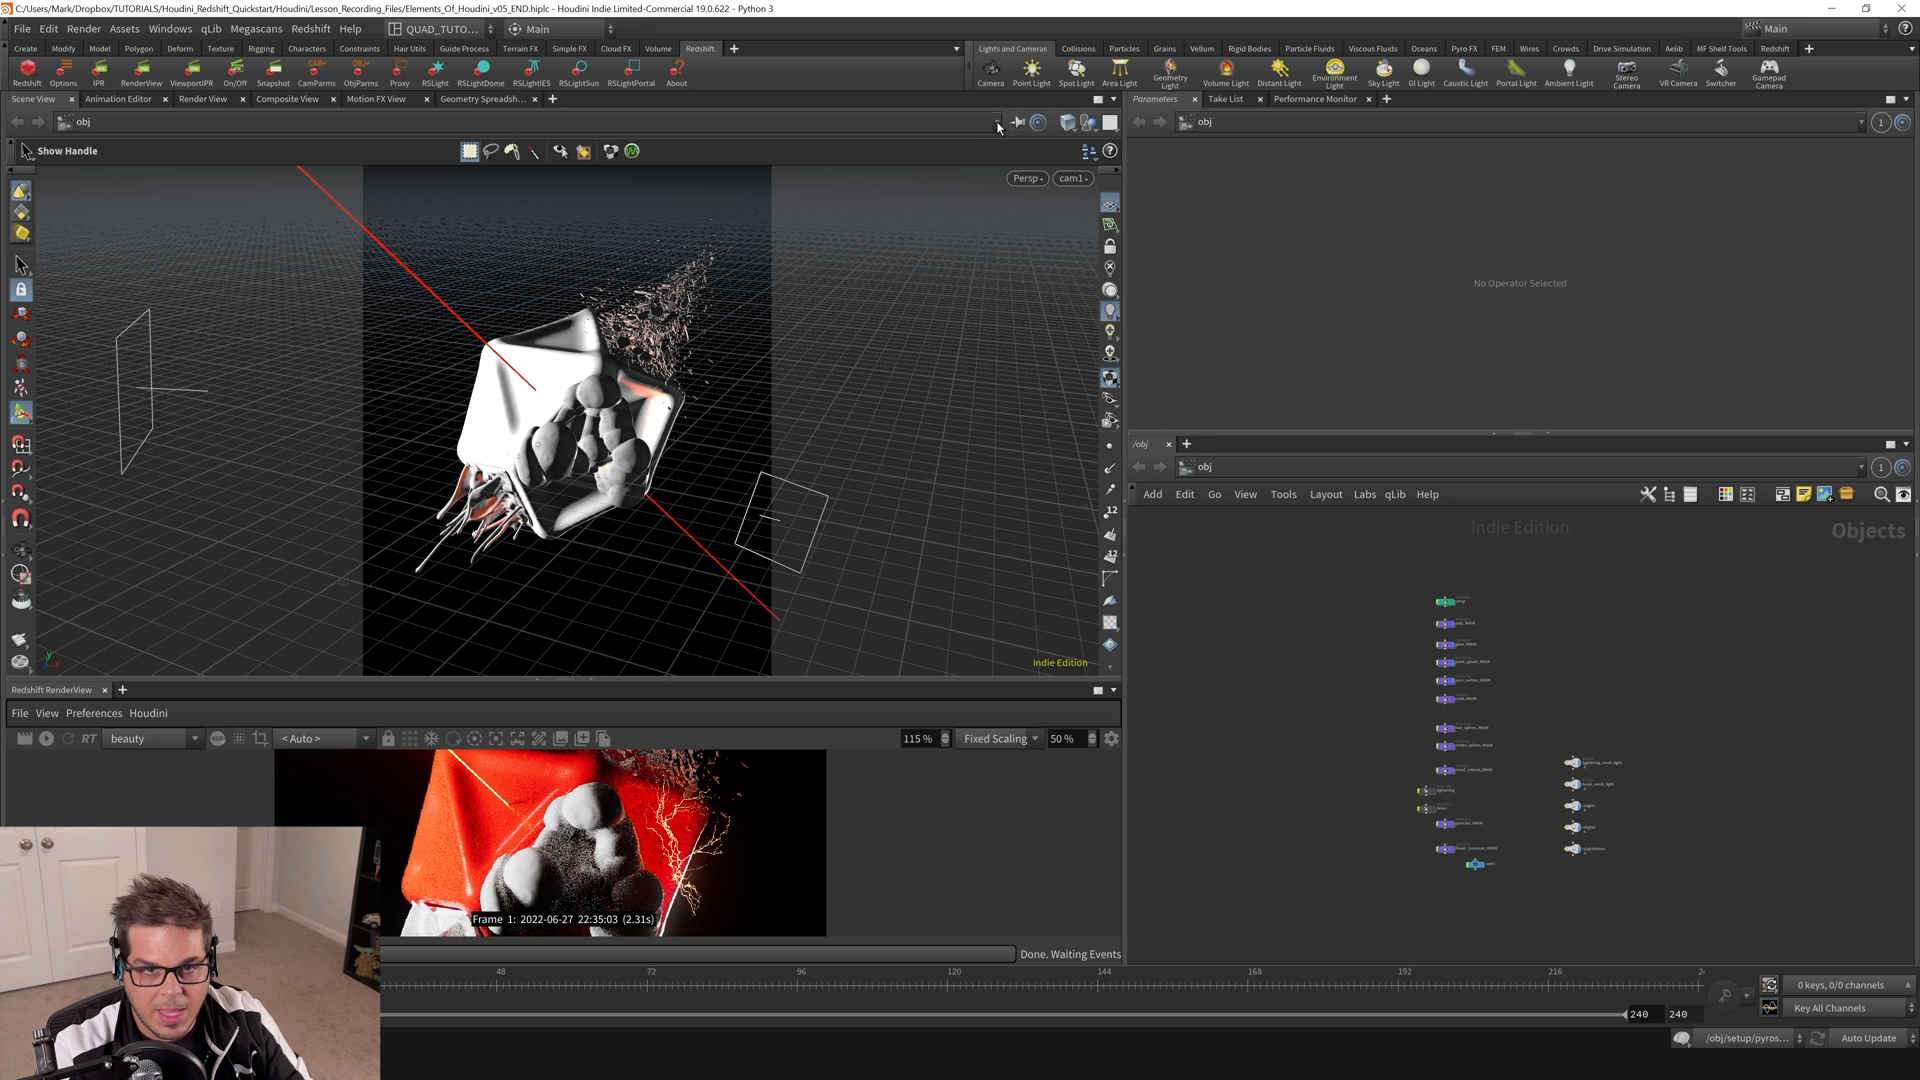 C:/Users/Mark/Dropbox/TUTORIALS/Houdini_Redshift_Quickstart/Houdini/Lesson_Recording_Files/Elements_Of_Houdini_v05_END.hiplc - Houdini Indie Limited-Commercial 19.0.622 - Python 3
File Edit Render Assets Windows qLib Megascans Redshift Help QUAD_TUTO... Main Main
Create Modify Model Polygon Deform Texture Rigging Characters Constraints Hair Utils Guide Process Terrain FX Simple FX Cloud FX Volume Redshift
Lights and Cameras Collisions Particles Grains Vellum Rigid Bodies Particle Fluids Viscous Fluids Oceans Pyro FX FEM Wires Crowds Drive Simulation Aelib MF Shelf Tools Redshift
Redshift Options IPR RenderView ViewportIPR On/Off Snapshot CamParms ObjParms Proxy RSLight RSLightDome RSLightIES RSLightSun RSLightPortal About
Camera Point Light Spot Light Area Light Geometry Light Volume Light Distant Light Environment Light Sky Light GI Light Caustic Light Portal Light Ambient Light Stereo Camera VR Camera Switcher Gamepad Camera
Scene View Animation Editor Render View Composite View Motion FX View Geometry Spreadsh...
Parameters Take List Performance Monitor
obj
obj 1
Show Handle
Persp cam1
No Operator Selected
12
12
Indie Edition
/obj
obj 1
Add Edit Go View Tools Layout Labs qLib Help
Indie Edition
Objects
Redshift RenderView
File View Preferences Houdini
RT beauty < Auto > 115 % Fixed Scaling 50 %
Frame 1: 2022-06-27 22:35:03 (2.31s)
Done. Waiting Events
48 72 96 120 144 168 192 216
240 240
0 keys, 0/0 channels
Key All Channels
/obj/setup/pyros... Auto Update